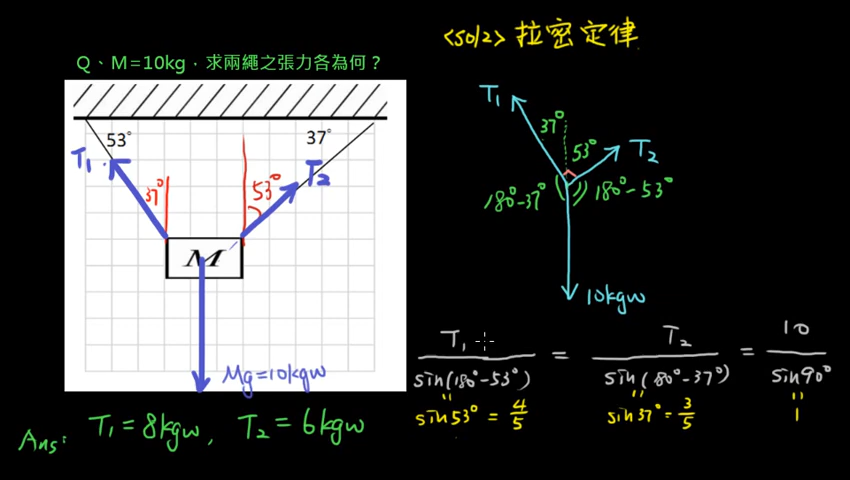 <sol2> 拉密定律
Q、M=10kg，求兩繩之張力各為何？
53°
37°
T₁
T₂
37°
53°
M
Mg=10kgw
T₁
37°
53°
T₂
180°-37°
180°-53°
10kgw
T₁/sin(180°-53°) = T₂/sin(180°-37°) = 10/sin90°
sin53° = 4/5
sin37° = 3/5
1
Ans: T₁=8kgw, T₂=6kgw